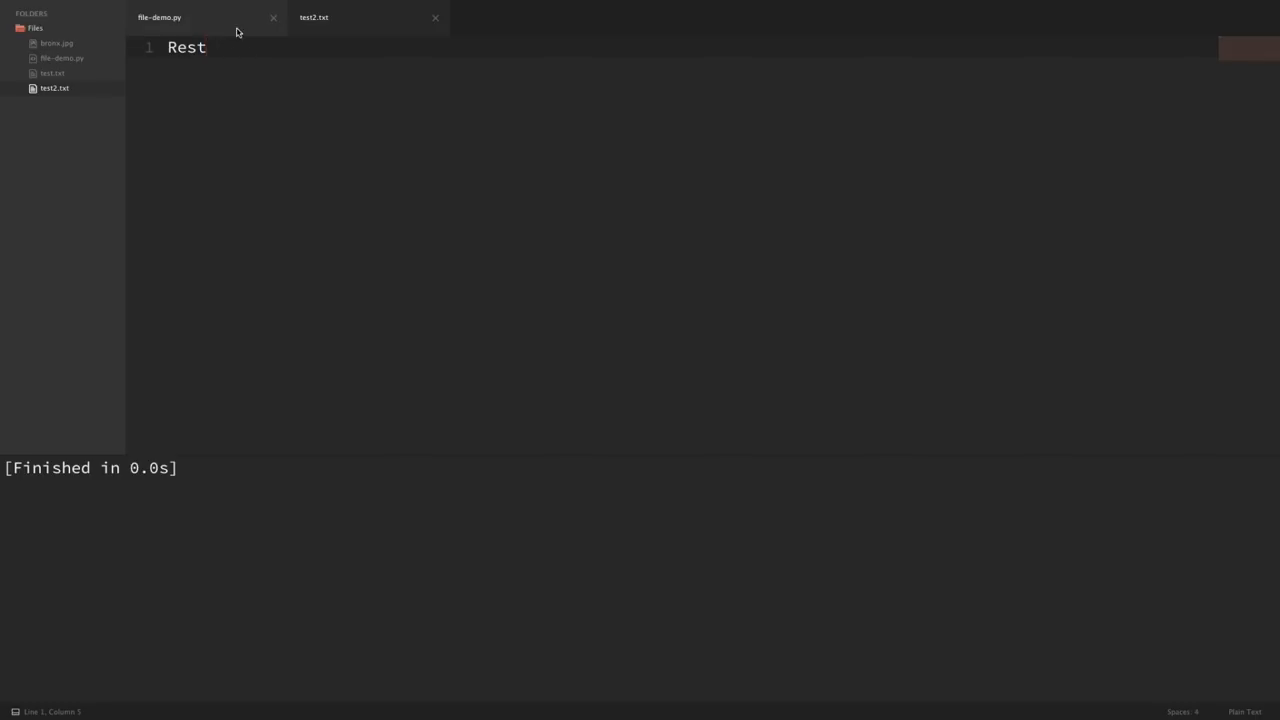 FOLDERS
Files
bronx.jpg
file-demo.py
test.txt
test2.txt
file-demo.py
test2.txt
1 Rest
[Finished in 0.0s]
Line 1, Column 5
Spaces: 4
Plain Text